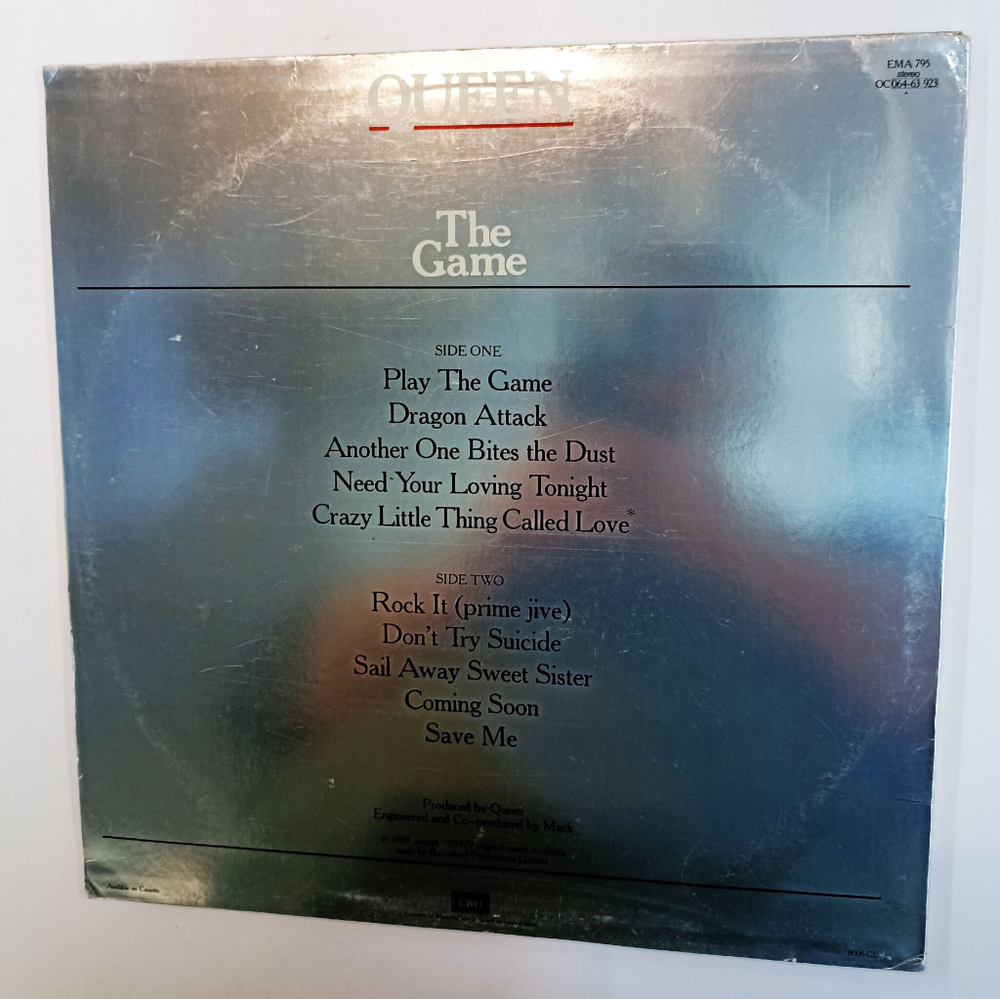 EMA 795
stereo
OC 064-63 923
QUEEN
The
Game
SIDE ONE
Play The Game
Dragon Attack
Another One Bites the Dust
Need Your Loving Tonight
Crazy Little Thing Called Love*
SIDE TWO
Rock It (prime jive)
Don't Try Suicide
Sail Away Sweet Sister
Coming Soon
Save Me
Produced by Queen
Engineered and Co-produced by Mack
Available on Cassette
EMI